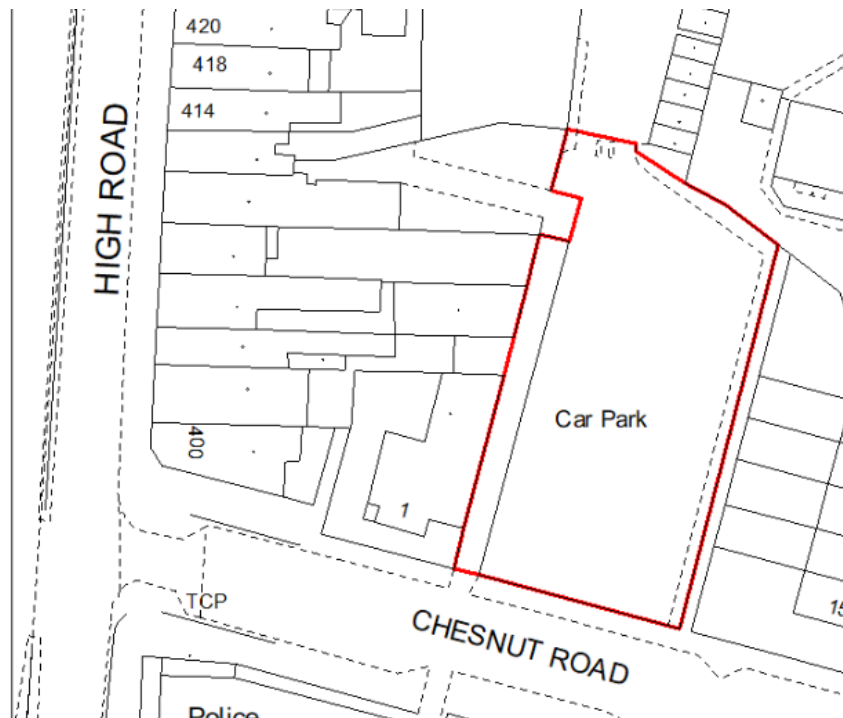 420
418
414
HIGH ROAD
Car Park
400
1
15
TCP
CHESNUT ROAD
Police